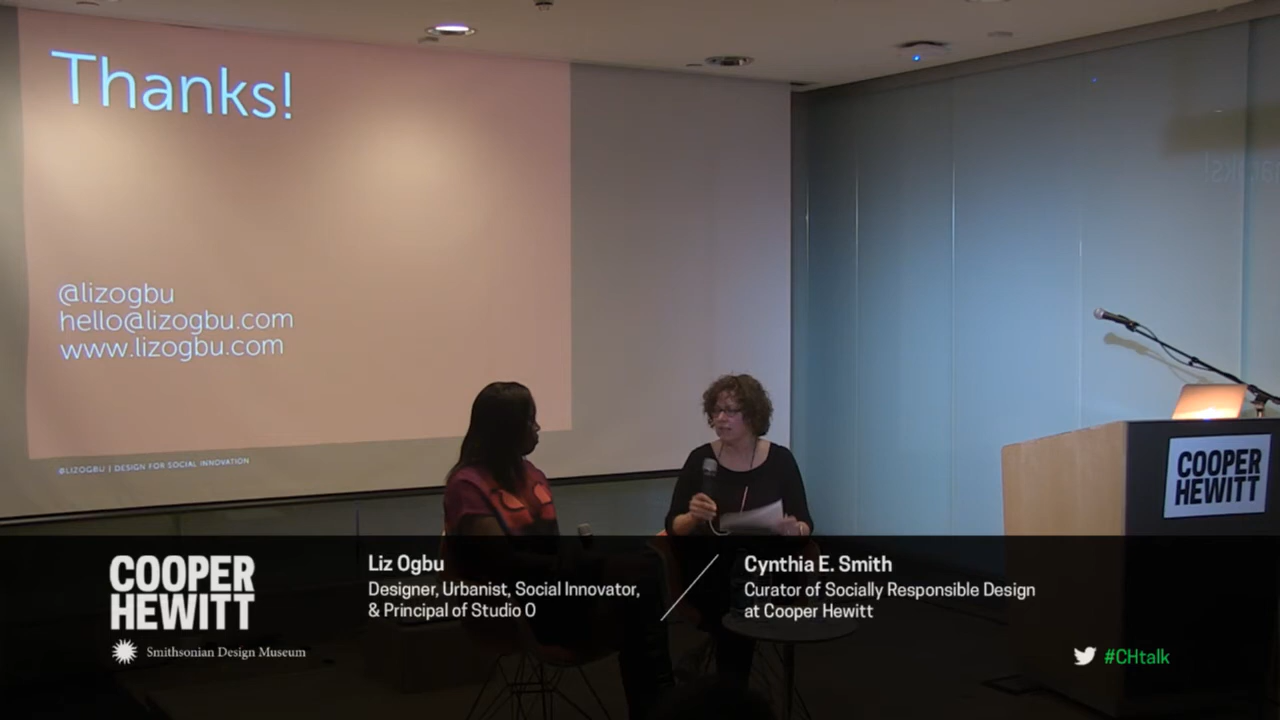 Thanks!
@lizogbu
hello@lizogbu.com
www.lizogbu.com
@LIZOGBU | DESIGN FOR SOCIAL INNOVATION
COOPER
HEWITT
COOPER
HEWITT
Smithsonian Design Museum
Liz Ogbu
Designer, Urbanist, Social Innovator,
& Principal of Studio O
Cynthia E. Smith
Curator of Socially Responsible Design
at Cooper Hewitt
#CHtalk